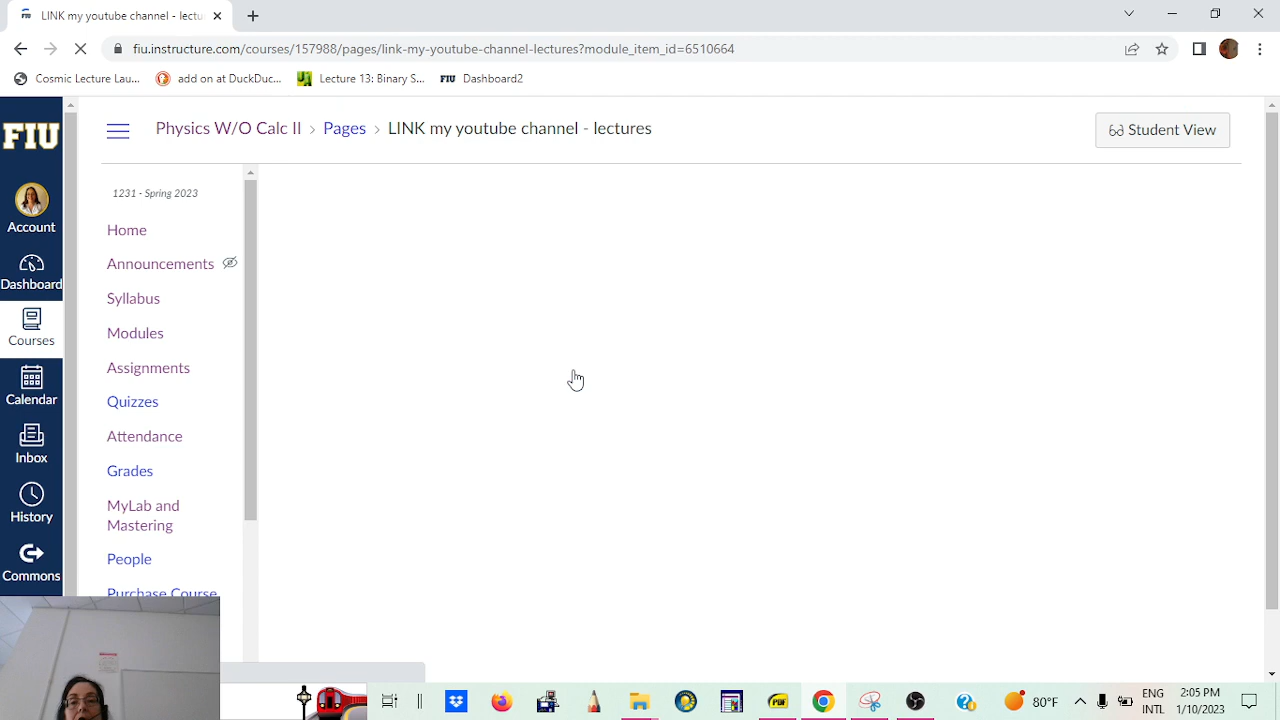 LINK my youtube channel - lectu
fiu.instructure.com/courses/157988/pages/link-my-youtube-channel-lectures?module_item_id=6510664
Cosmic Lecture Lau... add on at DuckDuc... Lecture 13: Binary S... FIU Dashboard2
FIU
Account
Dashboard
Courses
Calendar
Inbox
History
Commons
Physics W/O Calc II > Pages > LINK my youtube channel - lectures
Student View
1231 - Spring 2023
Home
Announcements
Syllabus
Modules
Assignments
Quizzes
Attendance
Grades
MyLab and
Mastering
People
Purchase Course
PDF
80°F
ENG
INTL
2:05 PM
1/10/2023